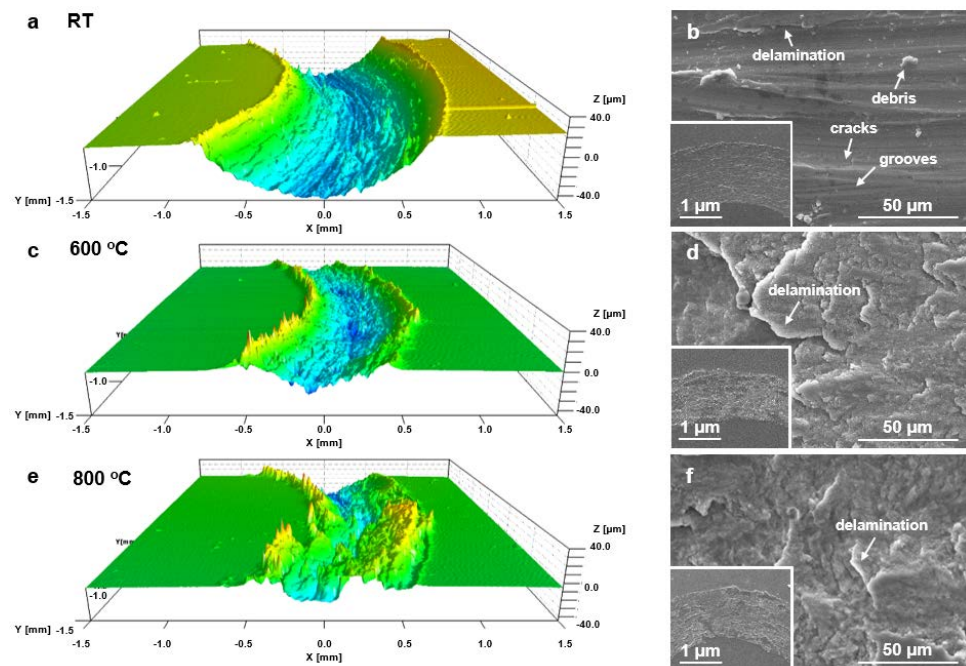 a RT
Z [µm]
40.0
0.0
-40.0
-1.0
Y [mm] -1.5
-1.5 -1.0 -0.5 0.0 0.5 1.0 1.5
X [mm]
b
delamination
debris
cracks
grooves
1 µm
50 µm
c 600 °C
Z [µm]
40.0
0.0
-40.0
-1.0
Y [mm] -1.5
-1.5 -1.0 -0.5 0.0 0.5 1.0 1.5
X [mm]
d
delamination
1 µm
50 µm
e 800 °C
Z [µm]
40.0
0.0
-40.0
Y[mm]
-1.0
Y [mm] -1.5
-1.5 -1.0 -0.5 0.0 0.5 1.0 1.5
X [mm]
f
delamination
1 µm
50 µm